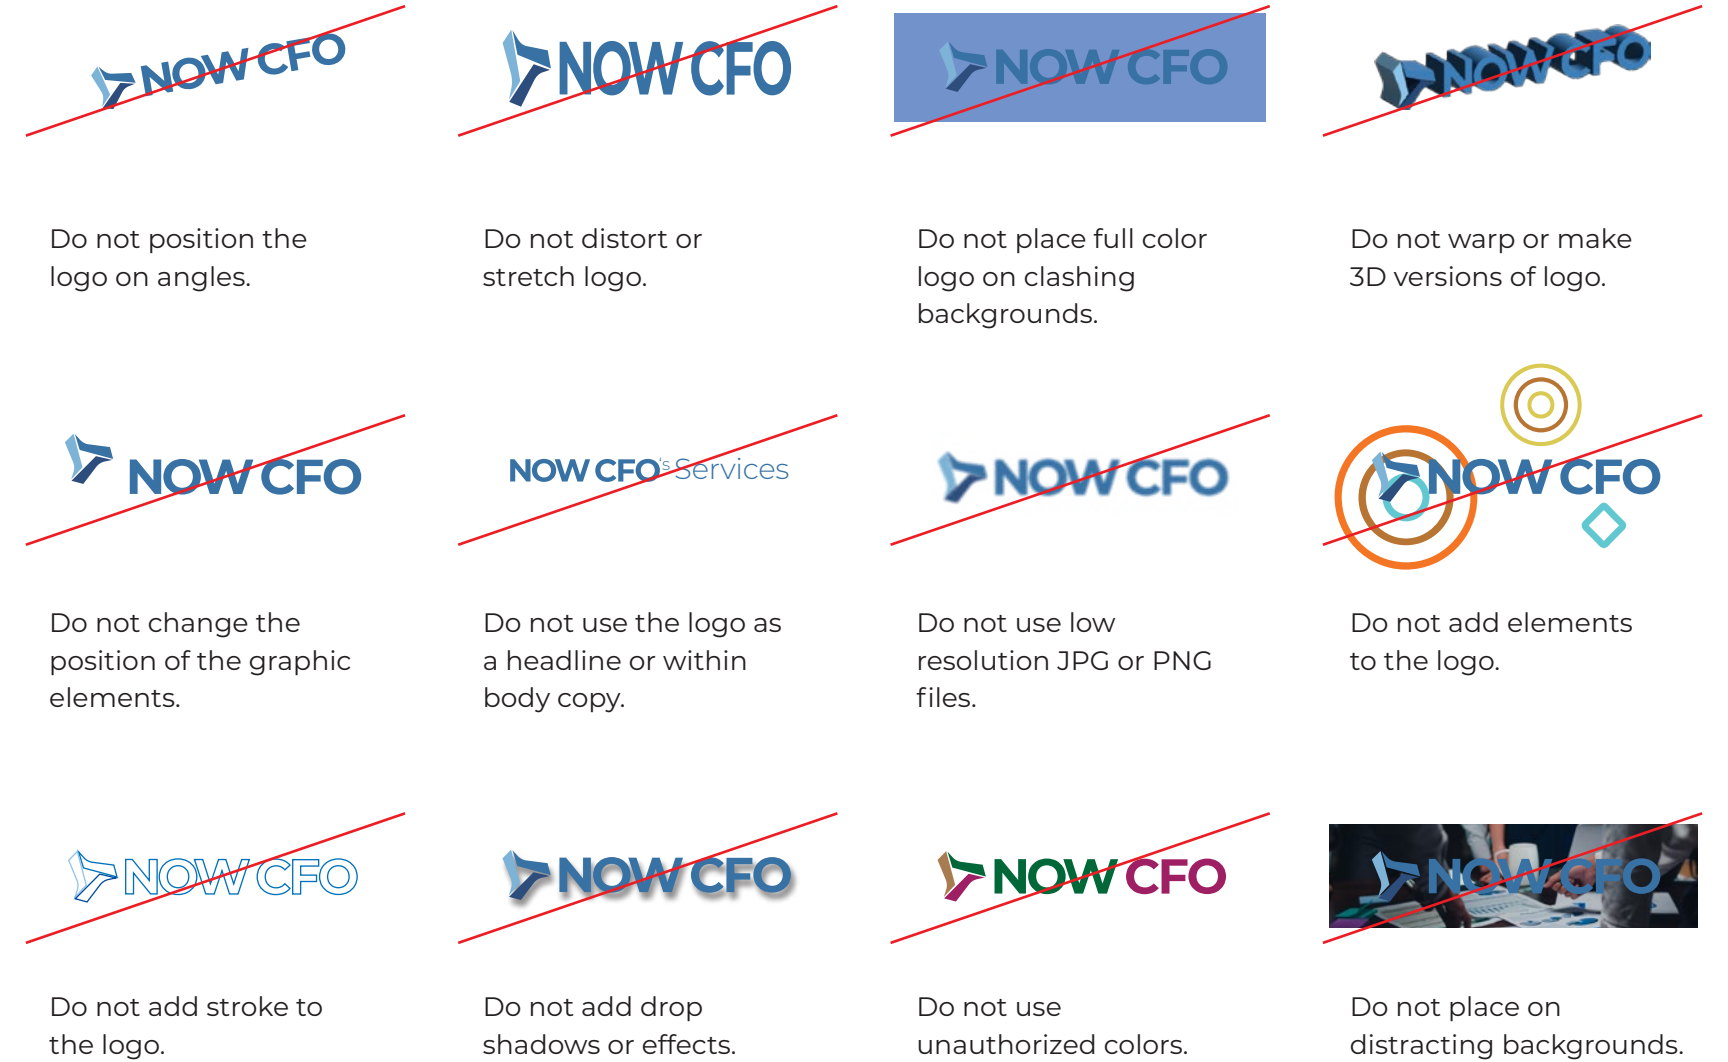 NOW CFO
NOW CFO
NOW CFO
NOW CFO
Do not position the
logo on angles.
Do not distort or
stretch logo.
Do not place full color
logo on clashing
backgrounds.
Do not warp or make
3D versions of logo.
NOW CFO
NOW CFO's Services
NOW CFO
NOW CFO
Do not change the
position of the graphic
elements.
Do not use the logo as
a headline or within
body copy.
Do not use low
resolution JPG or PNG
files.
Do not add elements
to the logo.
NOW CFO
NOW CFO
NOW CFO
NOW CFO
Do not add stroke to
the logo.
Do not add drop
shadows or effects.
Do not use
unauthorized colors.
Do not place on
distracting backgrounds.